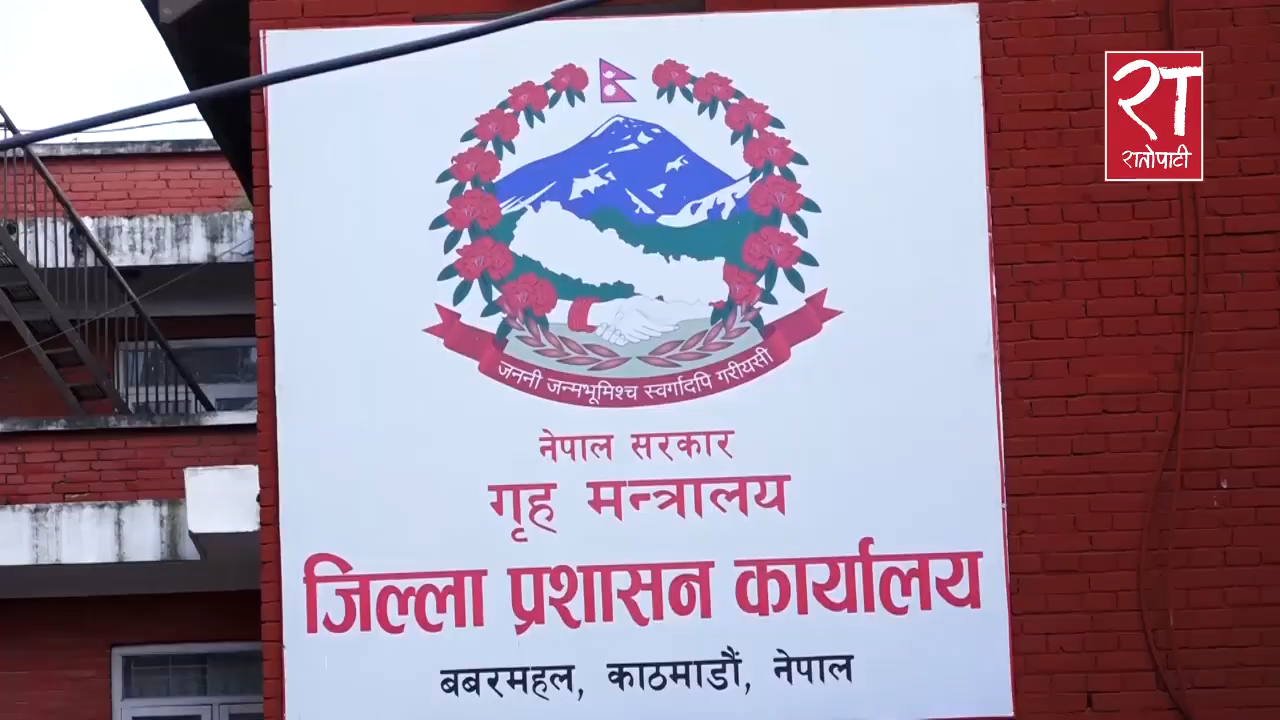 रा
रातोपाटी
जननी जन्मभूमिश्च स्वर्गादपि गरीयसी
नेपाल सरकार
गृह मन्त्रालय
जिल्ला प्रशासन कार्यालय
बबरमहल, काठमाडौं, नेपाल